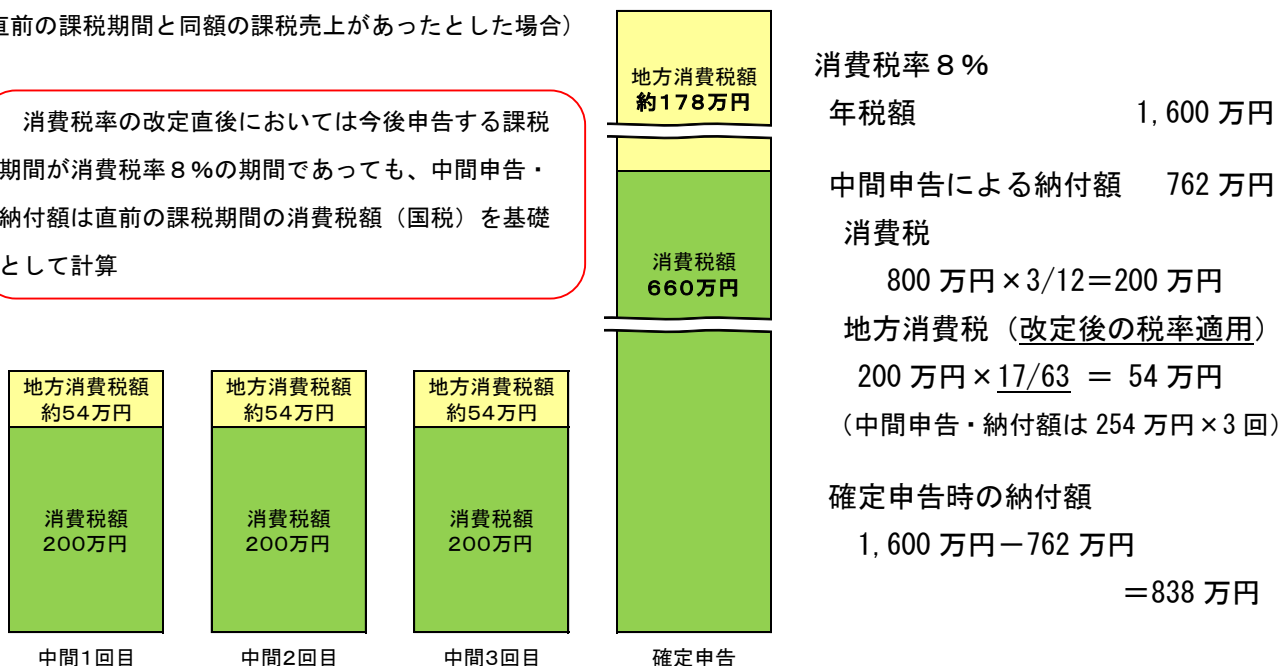 直前の課税期間と同額の課税売上があったとした場合）
消費税率の改定直後においては今後申告する課税
期間が消費税率８％の期間であっても、中間申告・
納付額は直前の課税期間の消費税額（国税）を基礎
として計算
地方消費税額
約178万円
消費税額
660万円
地方消費税額
約54万円
消費税額
200万円
中間1回目
地方消費税額
約54万円
消費税額
200万円
中間2回目
地方消費税額
約54万円
消費税額
200万円
中間3回目
確定申告
消費税率８％
年税額 1,600 万円
中間申告による納付額 762 万円
消費税
800 万円×3/12＝200 万円
地方消費税（改定後の税率適用）
200 万円×17/63 ＝ 54 万円
（中間申告・納付額は 254 万円×3 回）
確定申告時の納付額
1,600 万円－762 万円
＝838 万円